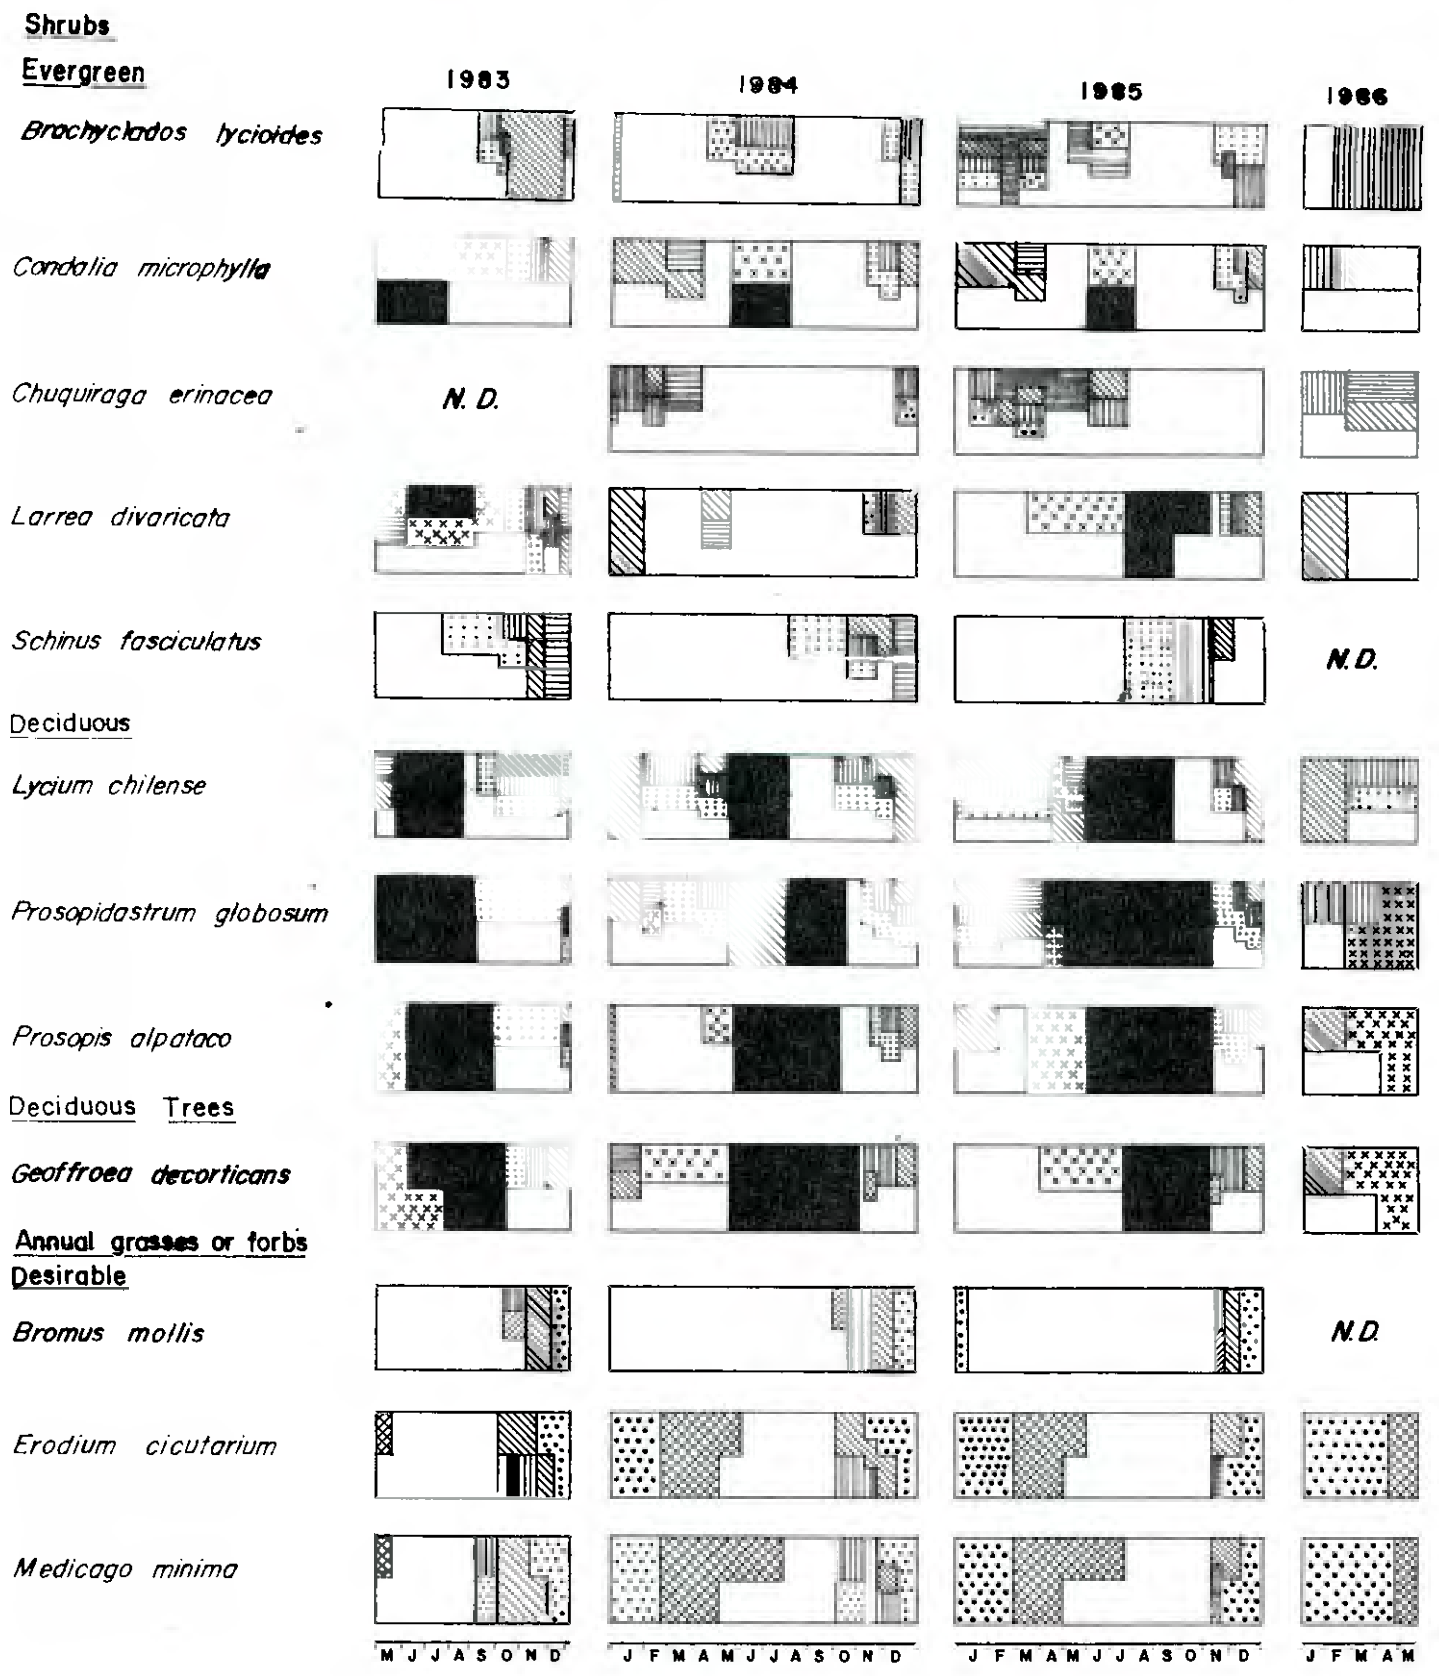 Shrubs
Evergreen
1983 1984 1985 1986
Brachyclados lycioides
Condalia microphylla
Chuquiraga erinacea N. D.
Larrea divaricata
Schinus fasciculatus N. D.
Deciduous
Lycium chilense
Prosopidastrum globosum
Prosopis alpataco
Deciduous Trees
Geoffroea decorticans
Annual grasses or forbs
Desirable
Bromus mollis N. D.
Erodium cicutarium
Medicago minima
M J J A S O N D J F M A M J J A S O N D J F M A M J J A S O N D J F M A M